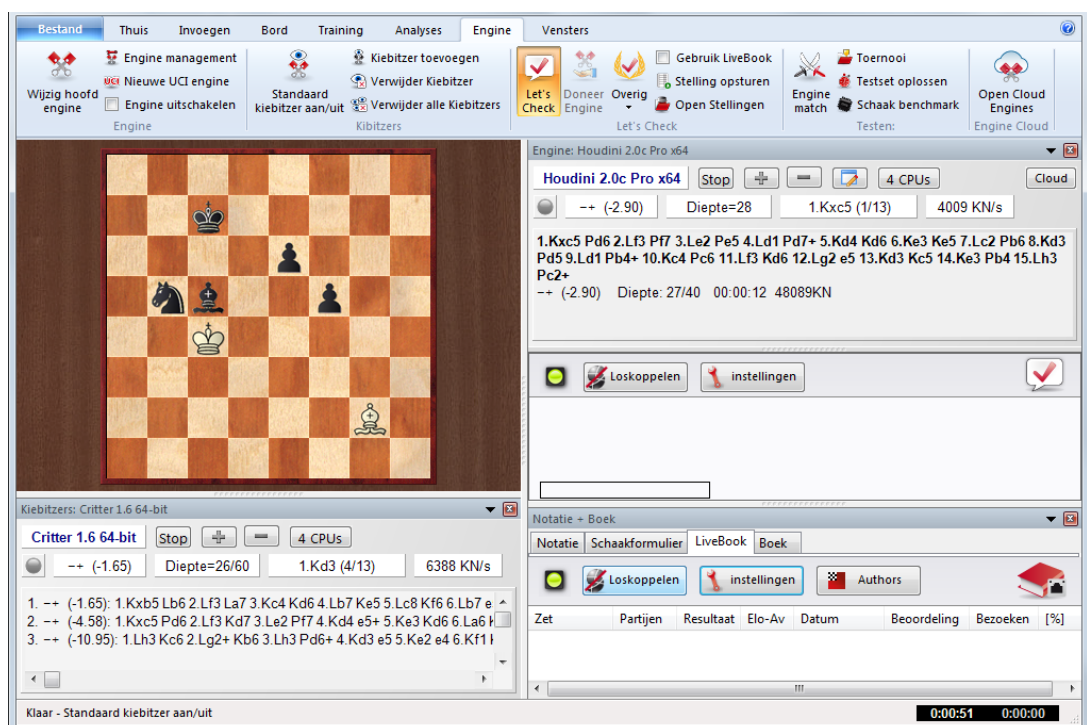 Bestand Thuis Invoegen Bord Training Analyses Engine Vensters
Wijzig hoofd engine
Engine management
Nieuwe UCI engine
Engine uitschakelen
Engine
Standaard kiebitzer aan/uit
Kiebitzer toevoegen
Verwijder Kiebitzer
Verwijder alle Kiebitzers
Kibitzers
Let's Check
Doneer Engine
Overig
Gebruik LiveBook
Stelling opsturen
Open Stellingen
Let's Check
Engine match
Toernooi
Testset oplossen
Schaak benchmark
Testen:
Open Cloud Engines
Engine Cloud
Engine: Houdini 2.0c Pro x64
Houdini 2.0c Pro x64 Stop 4 CPUs Cloud
−+ (-2.90) Diepte=28 1.Kxc5 (1/13) 4009 KN/s
1.Kxc5 Pd6 2.Lf3 Pf7 3.Le2 Pe5 4.Ld1 Pd7+ 5.Kd4 Kd6 6.Ke3 Ke5 7.Lc2 Pb6 8.Kd3
Pd5 9.Ld1 Pb4+ 10.Kc4 Pc6 11.Lf3 Kd6 12.Lg2 e5 13.Kd3 Kc5 14.Ke3 Pb4 15.Lh3
Pc2+
−+ (-2.90) Diepte: 27/40 00:00:12 48089KN
Loskoppelen instellingen
Kiebitzers: Critter 1.6 64-bit
Critter 1.6 64-bit Stop 4 CPUs
−+ (-1.65) Diepte=26/60 1.Kd3 (4/13) 6388 KN/s
1. −+ (-1.65): 1.Kxb5 Lb6 2.Lf3 La7 3.Kc4 Kd6 4.Lb7 Ke5 5.Lc8 Kf6 6.Lb7 e
2. −+ (-4.58): 1.Kxc5 Pd6 2.Lf3 Kd7 3.Le2 Pf7 4.Kd4 e5+ 5.Ke3 Kd6 6.La6
3. −+ (-10.95): 1.Lh3 Kc6 2.Lg2+ Kb6 3.Lh3 Pd6+ 4.Kd3 e5 5.Ke2 e4 6.Kf1
Notatie + Boek
Notatie Schaakformulier LiveBook Boek
Loskoppelen instellingen Authors
Zet Partijen Resultaat Elo-Av Datum Beoordeling Bezoeken [%]
Klaar - Standaard kiebitzer aan/uit 0:00:51 0:00:00